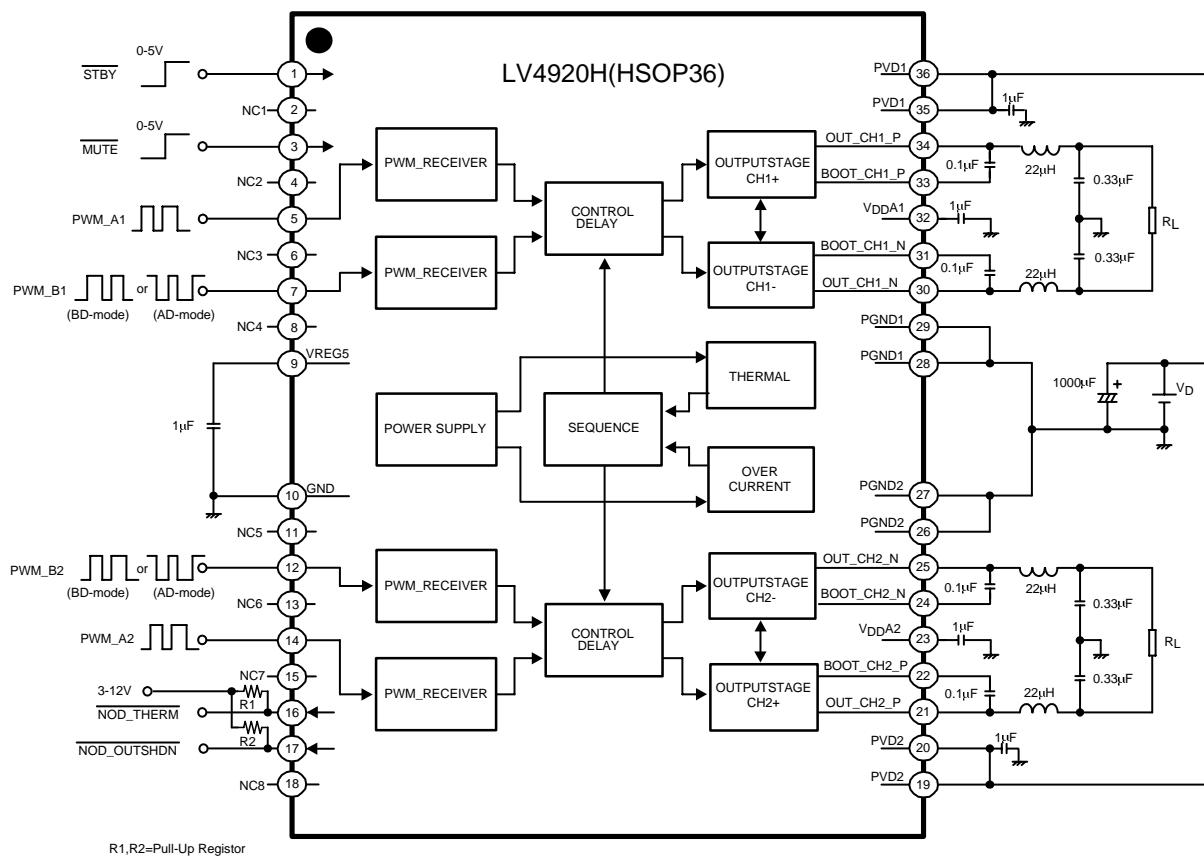 LV4920H(HSOP36)
0-5V
STBY
1
NC1
2
0-5V
MUTE
3
NC2
4
PWM_A1
5
NC3
6
PWM_B1
or
(BD-mode)
(AD-mode)
7
NC4
8
9
VREG5
1μF
10
GND
NC5
11
PWM_B2
or
(BD-mode)
(AD-mode)
12
NC6
13
PWM_A2
14
NC7
15
3-12V
R1
NOD_THERM
16
R2
NOD_OUTSHDN
17
NC8
18
PWM_RECEIVER
PWM_RECEIVER
CONTROL
DELAY
OUTPUTSTAGE
CH1+
OUTPUTSTAGE
CH1-
POWER SUPPLY
SEQUENCE
THERMAL
OVER
CURRENT
PWM_RECEIVER
PWM_RECEIVER
CONTROL
DELAY
OUTPUTSTAGE
CH2-
OUTPUTSTAGE
CH2+
PVD1
36
PVD1
35
1μF
OUT_CH1_P
34
0.1μF
22μH
0.33μF
BOOT_CH1_P
33
VDDA1
32
1μF
RL
BOOT_CH1_N
31
0.1μF
22μH
0.33μF
OUT_CH1_N
30
PGND1
29
PGND1
28
1000μF
+
VD
PGND2
27
PGND2
26
OUT_CH2_N
25
0.1μF
22μH
0.33μF
BOOT_CH2_N
24
VDDA2
23
1μF
RL
BOOT_CH2_P
22
0.1μF
22μH
0.33μF
OUT_CH2_P
21
PVD2
20
1μF
PVD2
19
R1,R2=Pull-Up Registor